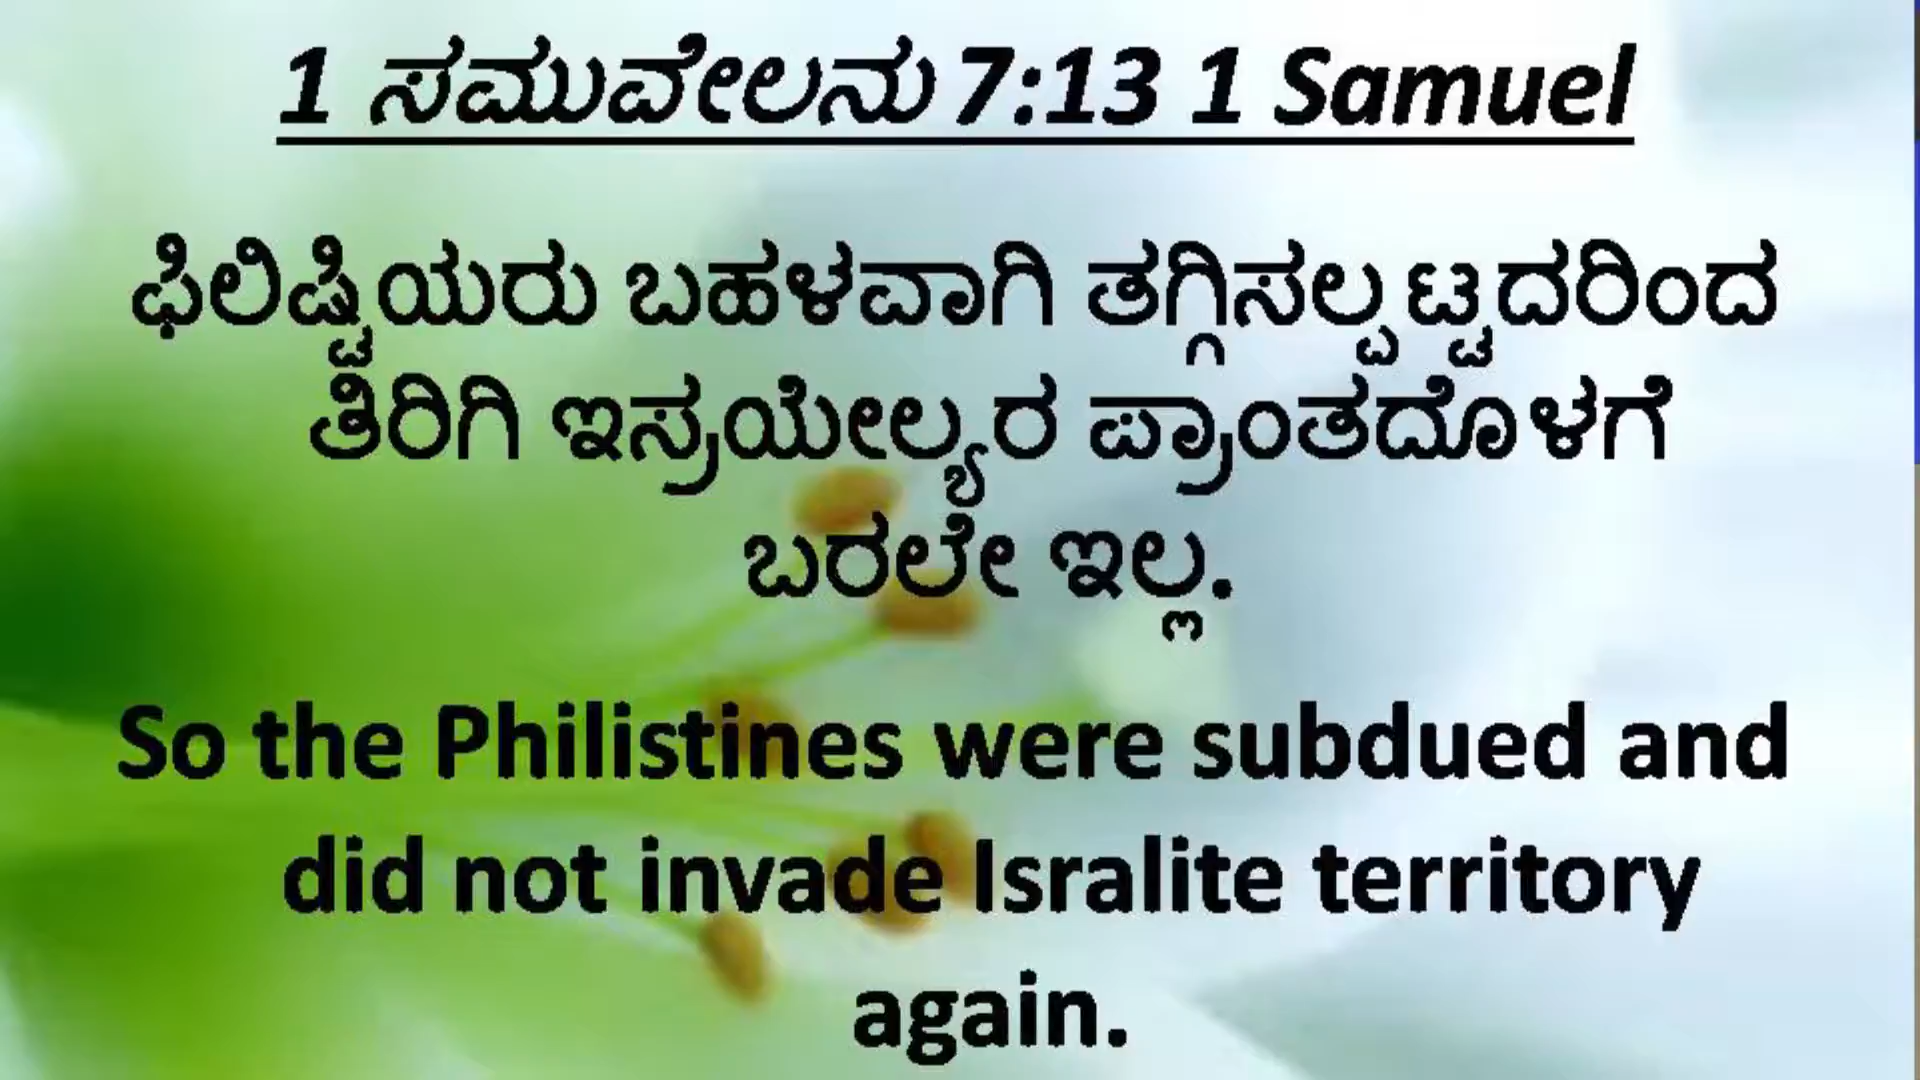 1 ಸಮುವೇಲನು 7:13 1 Samuel
ಫಿಲಿಷ್ಟಿಯರು ಬಹಳವಾಗಿ ತಗ್ಗಿಸಲ್ಪಟ್ಟದರಿಂದ
ತಿರಿಗಿ ಇಸ್ರಯೇಲ್ಯರ ಪ್ರಾಂತದೊಳಗೆ
ಬರಲೇ ಇಲ್ಲ.
So the Philistines were subdued and
did not invade Isralite territory
again.